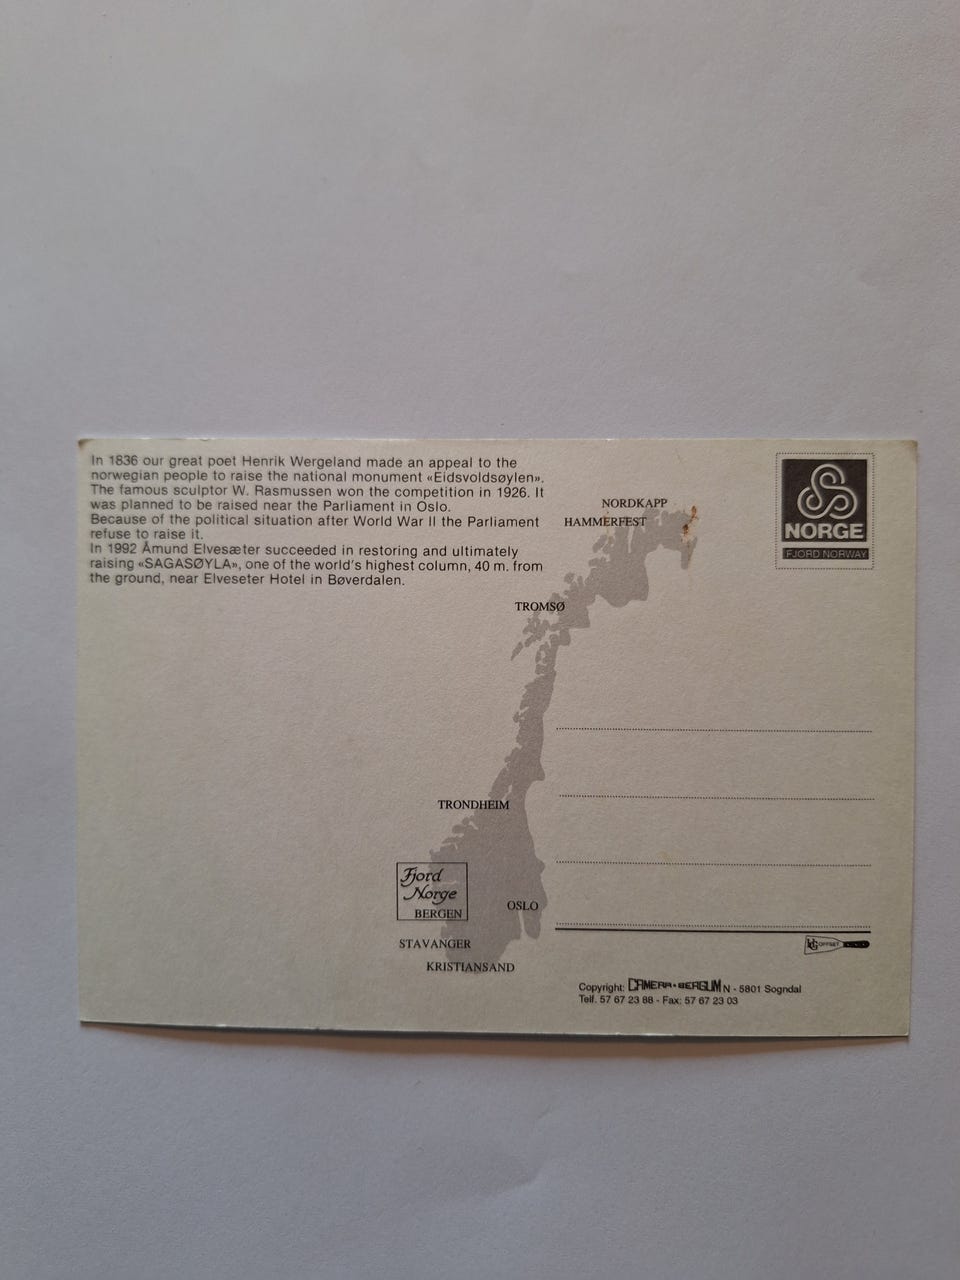 In 1836 our great poet Henrik Wergeland made an appeal to the
norwegian people to raise the national monument «Eidsvoldsøylen».
The famous sculptor W. Rasmussen won the competition in 1926. It
was planned to be raised near the Parliament in Oslo.
Because of the political situation after World War II the Parliament
refuse to raise it.
In 1992 Åmund Elvesæter succeeded in restoring and ultimately
raising «SAGASØYLA», one of the world's highest column, 40 m. from
the ground, near Elveseter Hotel in Bøverdalen.
NORGE
FJORD NORWAY
NORDKAPP
HAMMERFEST
TROMSØ
TRONDHEIM
Fjord
Norge
BERGEN
OSLO
STAVANGER
KRISTIANSAND
OFFSET
Copyright: CAMERA•BERGUM N - 5801 Sogndal
Telf. 57 67 23 88 - Fax: 57 67 23 03